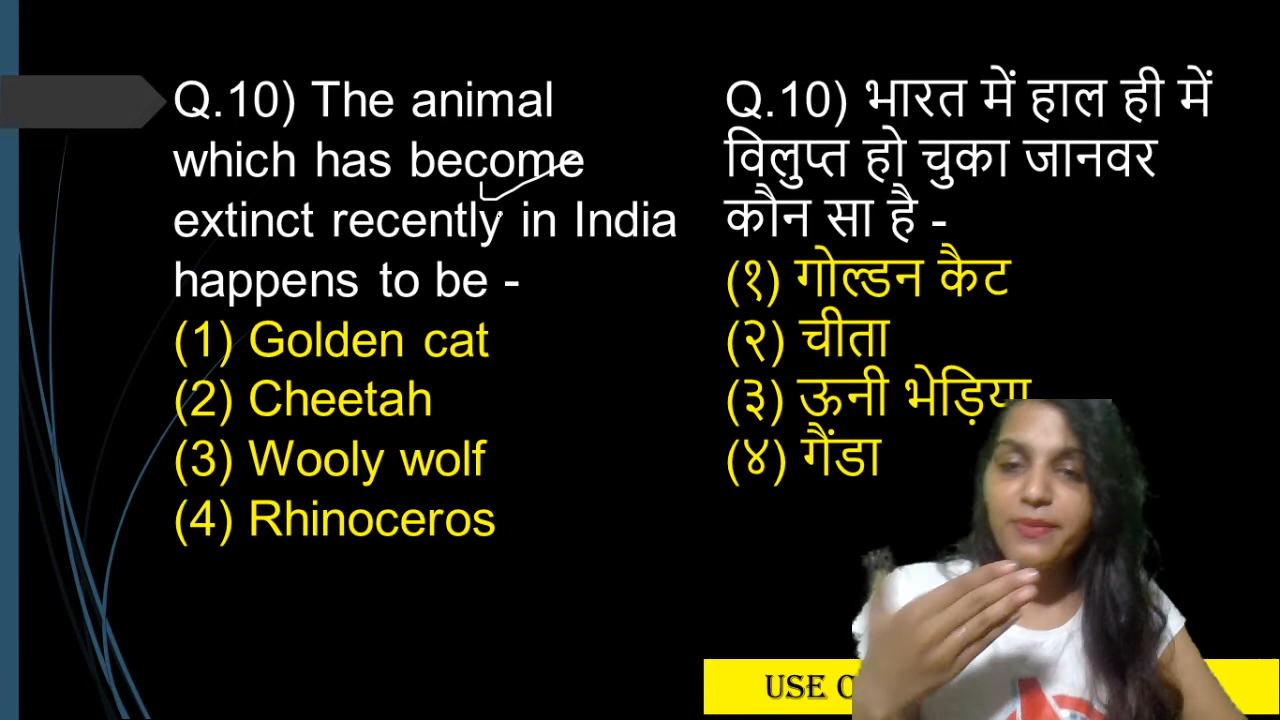 Q.10) The animal
which has become
extinct recently in India
happens to be -
(1) Golden cat
(2) Cheetah
(3) Wooly wolf
(4) Rhinoceros
Q.10) भारत में हाल ही में
विलुप्त हो चुका जानवर
कौन सा है -
(१) गोल्डन कैट
(२) चीता
(३) ऊनी भेड़िया
(४) गैंडा
USE